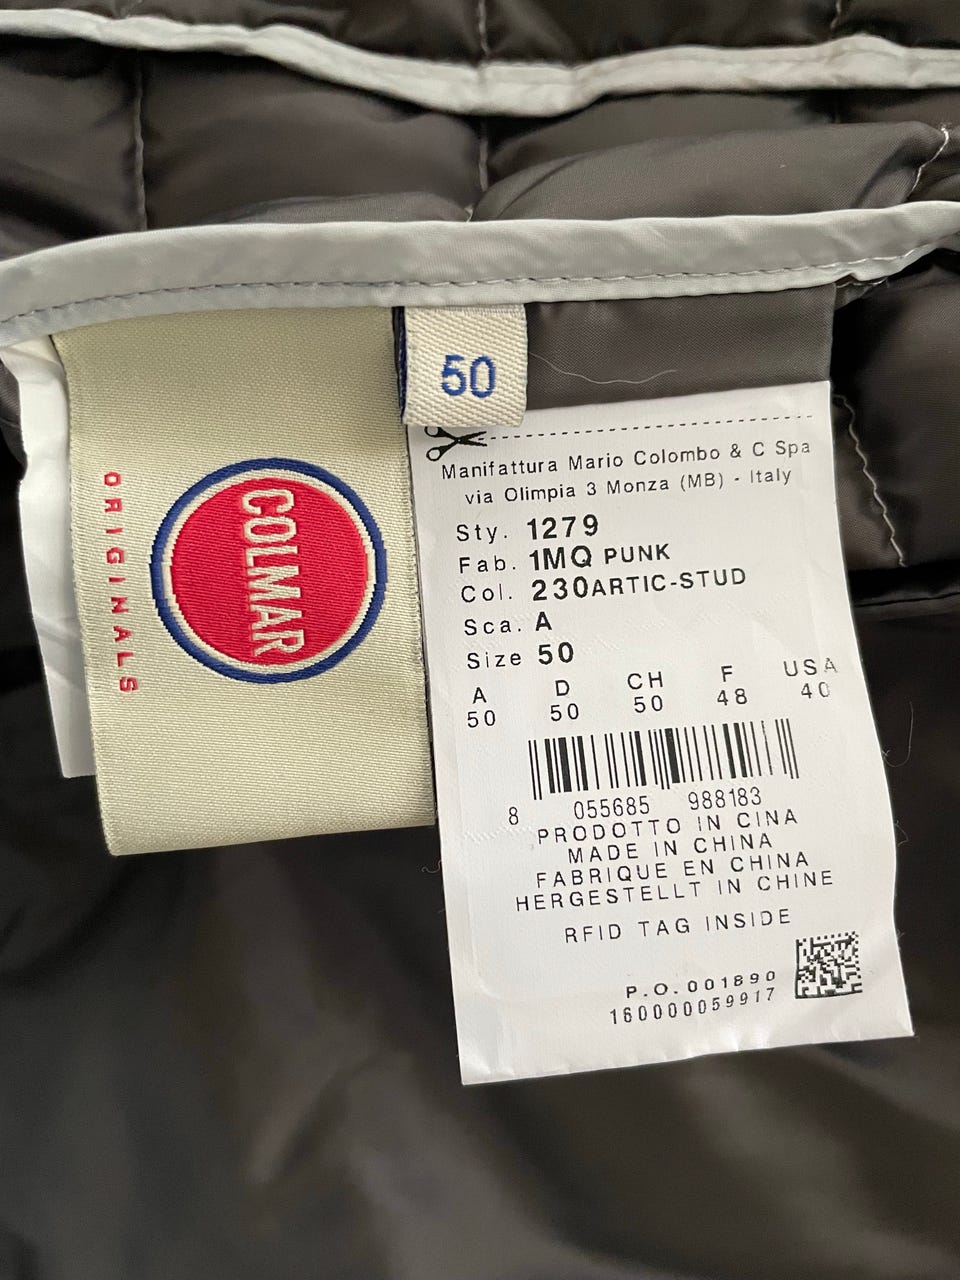 50
COLMAR
ORIGINALS
Manifattura Mario Colombo & C Spa
via Olimpia 3 Monza (MB) - Italy
Sty. 1279
Fab. 1MQ PUNK
Col. 230ARTIC-STUD
Sca. A
Size 50
A D CH F USA
50 50 50 48 40
8 055685 988183
PRODOTTO IN CINA
MADE IN CHINA
FABRIQUE EN CHINA
HERGESTELLT IN CHINE
RFID TAG INSIDE
P.O.001890
160000059917